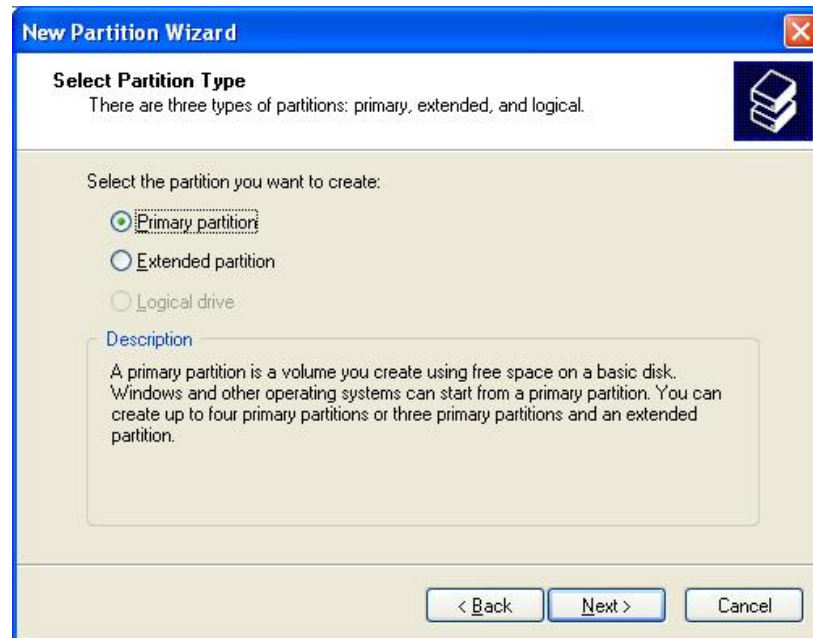 New Partition Wizard
Select Partition Type
There are three types of partitions: primary, extended, and logical.
Select the partition you want to create:
Primary partition
Extended partition
Logical drive
Description
A primary partition is a volume you create using free space on a basic disk.
Windows and other operating systems can start from a primary partition. You can
create up to four primary partitions or three primary partitions and an extended
partition.
< Back
Next >
Cancel